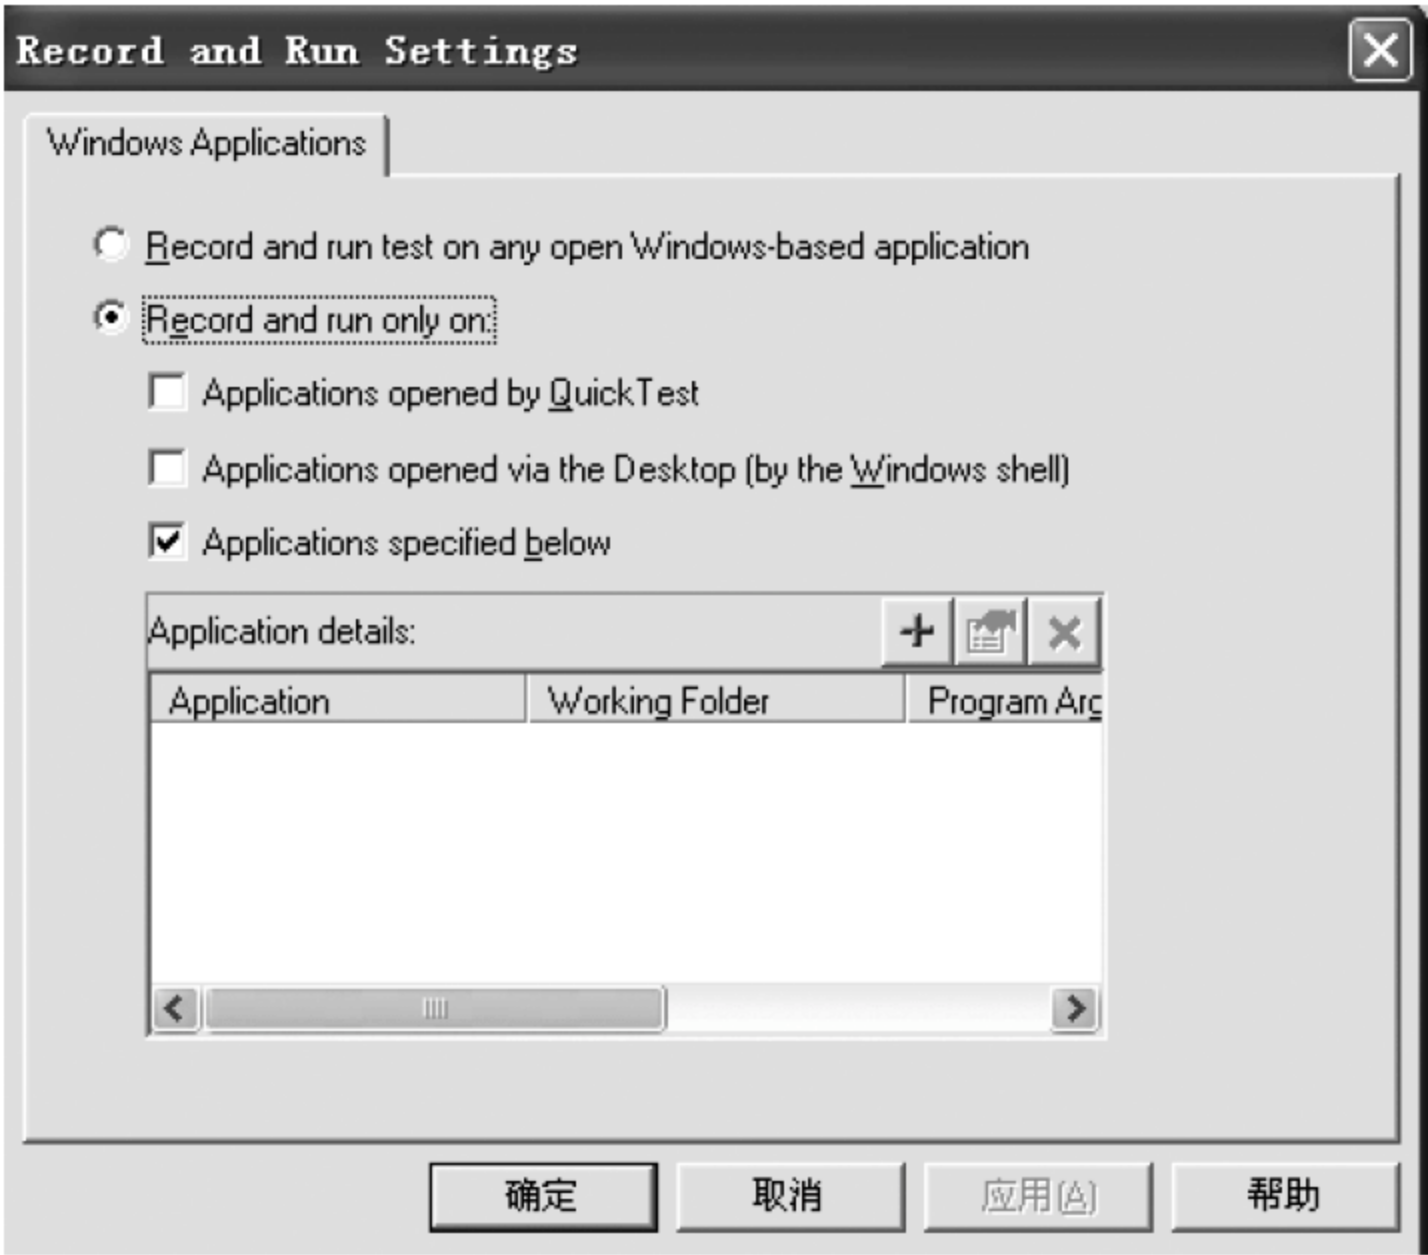 Record and Run Settings
Windows Applications
Record and run test on any open Windows-based application
Record and run only on:
Applications opened by QuickTest
Applications opened via the Desktop (by the Windows shell)
Applications specified below
Application details:
Application Working Folder Program Arg
确定 取消 应用(A) 帮助